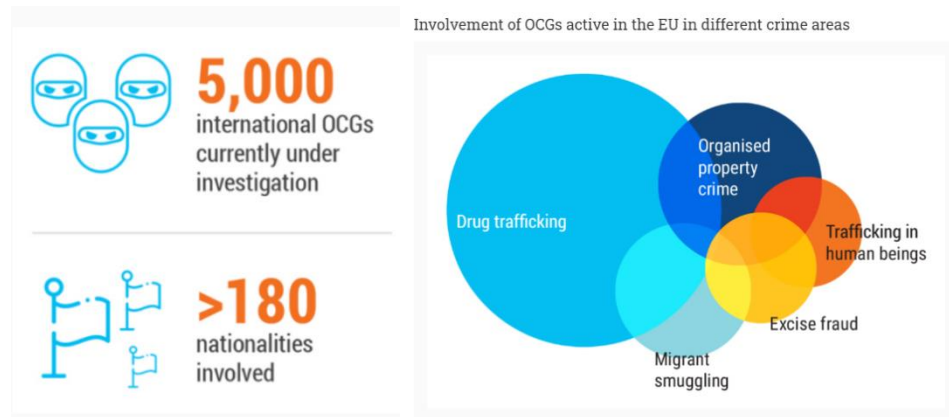 5,000
international OCGs
currently under
investigation
>180
nationalities
involved
Involvement of OCGs active in the EU in different crime areas
Organised
property
crime
Drug trafficking
Trafficking in
human beings
Excise fraud
Migrant
smuggling